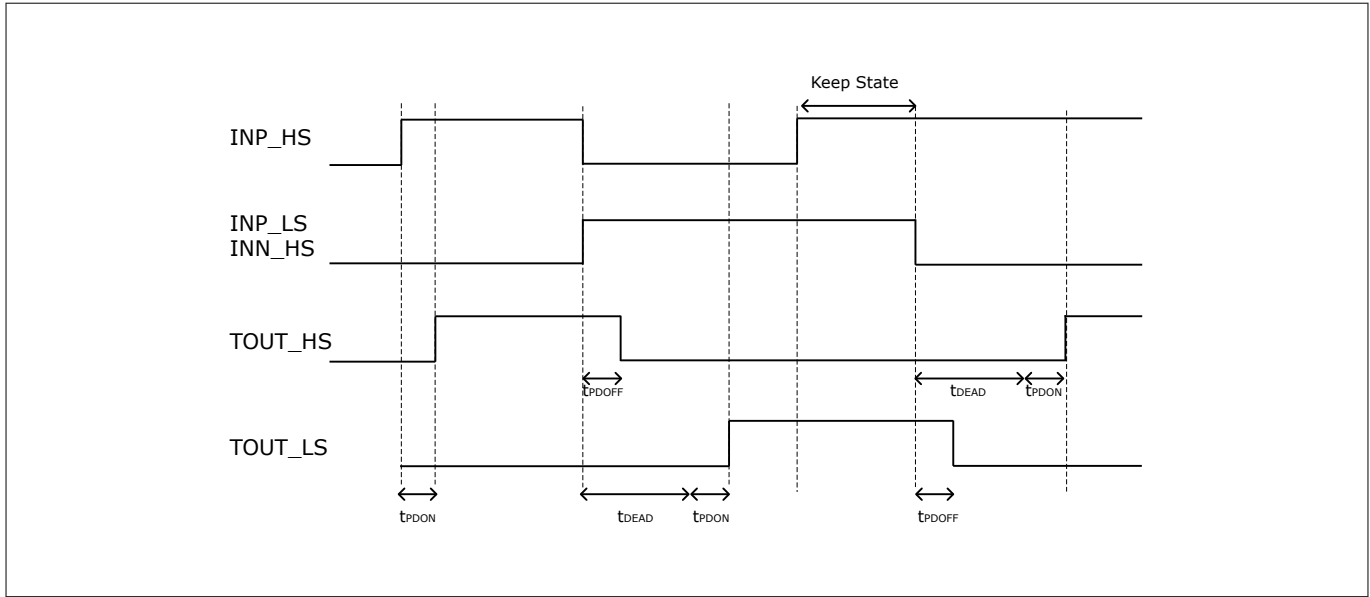 Keep State
INP_HS
INP_LS
INN_HS
TOUT_HS
tPDOFF
tDEAD
tPDON
TOUT_LS
tPDON
tDEAD
tPDON
tPDOFF